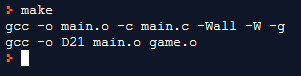 > make
gcc -o main.o -c main.c -Wall -W -g
gcc -o D21 main.o game.o
>